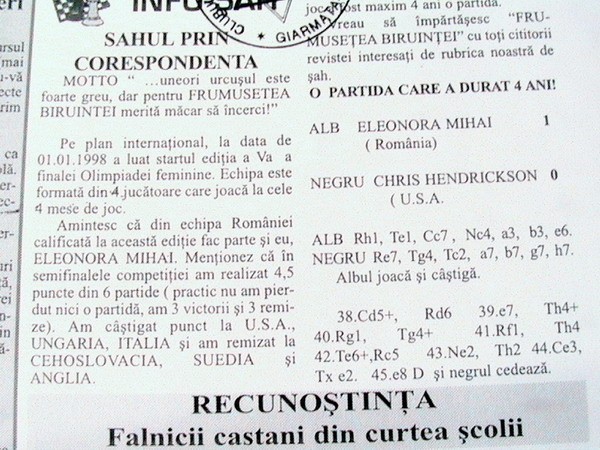 INFO ŞAH
GIARMATA
ŞAHUL PRIN
CORESPONDENTA
MOTTO “ …uneori urcuşul este
foarte greu, dar pentru FRUMUSETEA
BIRUINTEI merită măcar să încerci!”
Pe plan internaţional, la data de
01.01.1998 a luat startul ediţia a Va a
finalei Olimpiadei feminine. Echipa este
formată din 4 jucătoare care joacă la cele
4 mese de joc.
Amintesc că din echipa României
calificată la această ediţie fac parte şi eu,
ELEONORA MIHAI. Menţionez că în
semifinalele competiţiei am realizat 4,5
puncte din 6 partide ( practic nu am pier-
dut nici o partidă, am 3 victorii şi 3 remi-
ze). Am câştigat punct la U.S.A.,
UNGARIA, ITALIA şi am remizat la
CEHOSLOVACIA, SUEDIA şi
ANGLIA.
joc, fost maxim 4 ani o partida.
Vreau să împărtăşesc “FRU-
MUSEŢEA BIRUINŢEI” cu toţi cititorii
revistei interesaţi de rubrica noastră de
şah.
O PARTIDA CARE A DURAT 4 ANI!
ALB ELEONORA MIHAI 1
( România)
NEGRU CHRIS HENDRICKSON 0
( U.S.A.
ALB Rh1, Te1, Cc7 , Nc4, a3, b3, e6.
NEGRU Re7, Tg4, Tc2, a7, b7, g7, h7.
Albul joacă şi câştigă.
38.Cd5+, Rd6 39.e7, Th4+
40.Rg1, Tg4+ 41.Rf1, Th4
42.Te6+,Rc5 43.Ne2, Th2 44.Ce3,
Tx e2. 45.e8 D şi negrul cedează.
RECUNOŞTINŢA
Falnicii castani din curtea şcolii